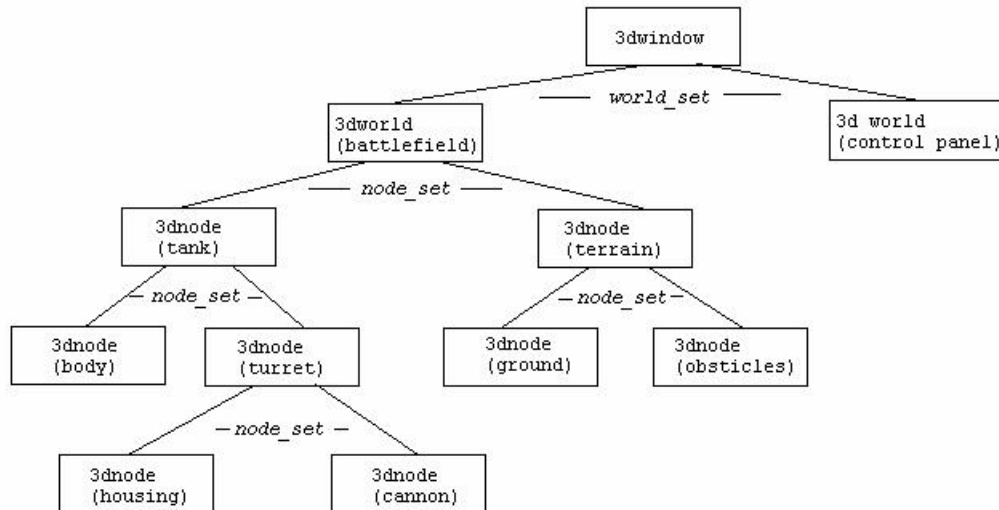 3dwindow
world_set
3dworld
(battlefield)
3d world
(control panel)
node_set
3dnode
(tank)
3dnode
(terrain)
node_set
node_set
3dnode
(body)
3dnode
(turret)
3dnode
(ground)
3dnode
(obsticles)
node_set
3dnode
(housing)
3dnode
(cannon)